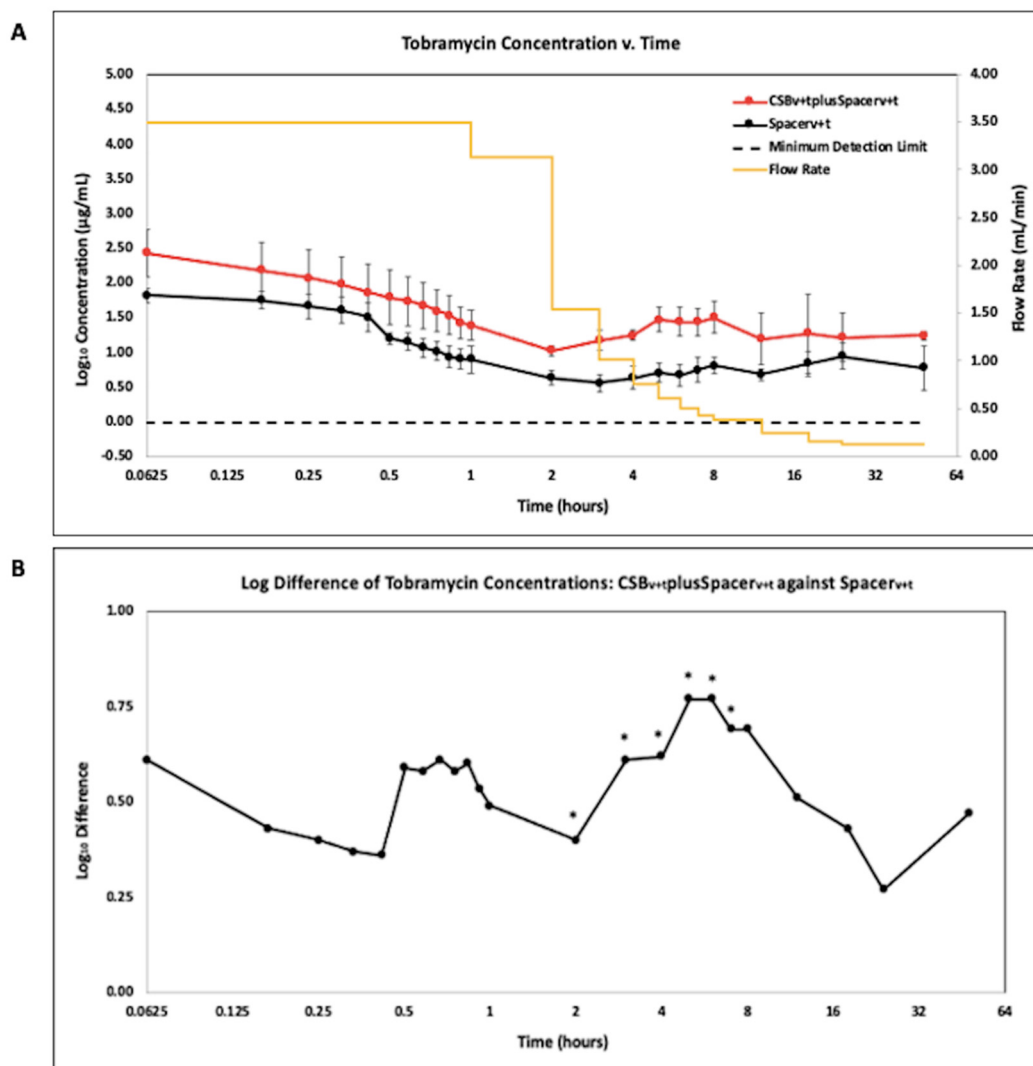 A
Tobramycin Concentration v. Time
5.00
4.50
4.00
3.50
3.00
2.50
2.00
1.50
1.00
0.50
0.00
-0.50
Log₁₀ Concentration (µg/mL)
CSBv+tplusSpacerv+t
Spacerv+t
Minimum Detection Limit
Flow Rate
4.00
3.50
3.00
2.50
2.00
1.50
1.00
0.50
0.00
Flow Rate (mL/min)
0.0625 0.125 0.25 0.5 1 2 4 8 16 32 64
Time (hours)
B
Log Difference of Tobramycin Concentrations: CSBv+tplusSpacerv+t against Spacerv+t
1.00
0.75
0.50
0.25
0.00
Log₁₀ Difference
* * * * * *
0.0625 0.125 0.25 0.5 1 2 4 8 16 32 64
Time (hours)